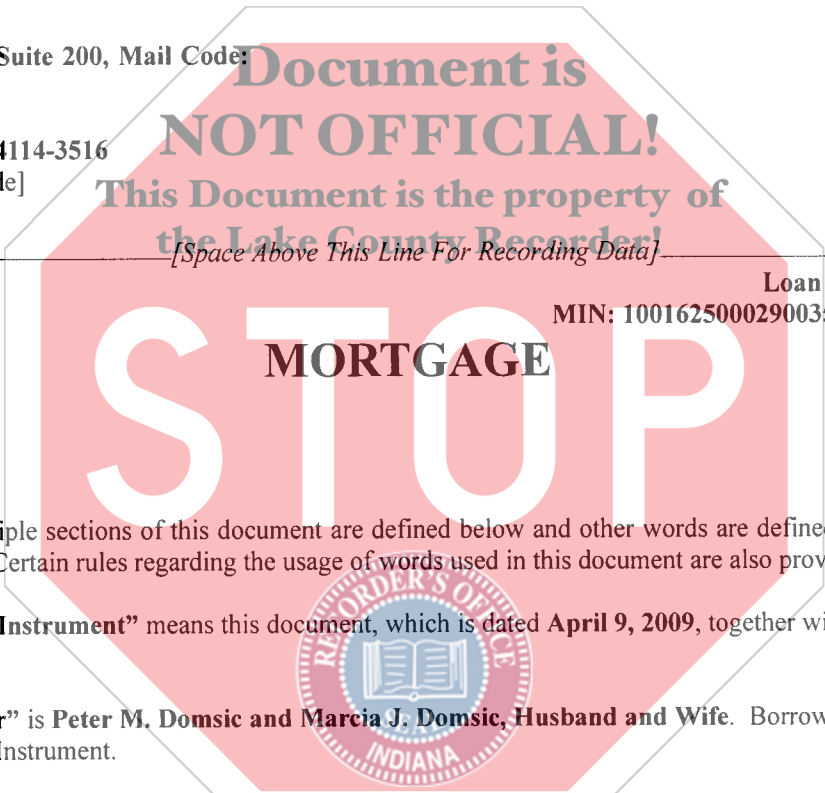 Suite 200, Mail Code:
Document is
NOT OFFICIAL!
4114-3516
de]
This Document is the property of
the Lake County Recorder!
[Space Above This Line For Recording Data]
Loan
MIN: 10016250002900
STOP
MORTGAGE
iple sections of this document are defined below and other words are define
Certain rules regarding the usage of words used in this document are also prov
Instrument” means this document, which is dated April 9, 2009, together wi
r” is Peter M. Domsic and Marcia J. Domsic, Husband and Wife. Borrow
Instrument.
RECORDER'S OFFICE
INDIANA